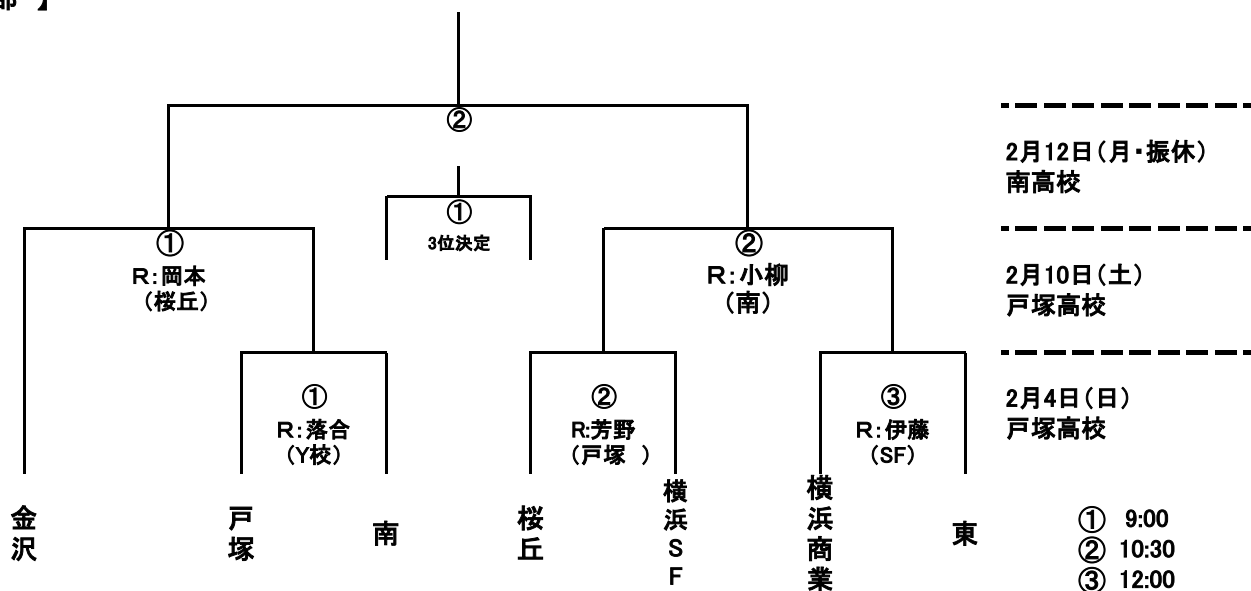 部 】
②
2月12日(月・振休)
南高校
①
3位決定
①
R:岡本
(桜丘)
②
R:小柳
(南)
2月10日(土)
戸塚高校
①
R:落合
(Y校)
②
R:芳野
(戸塚 )
③
R:伊藤
(SF)
2月4日(日)
戸塚高校
金沢
戸塚
南
桜丘
横浜SF
横浜商業
東
① 9:00
② 10:30
③ 12:00